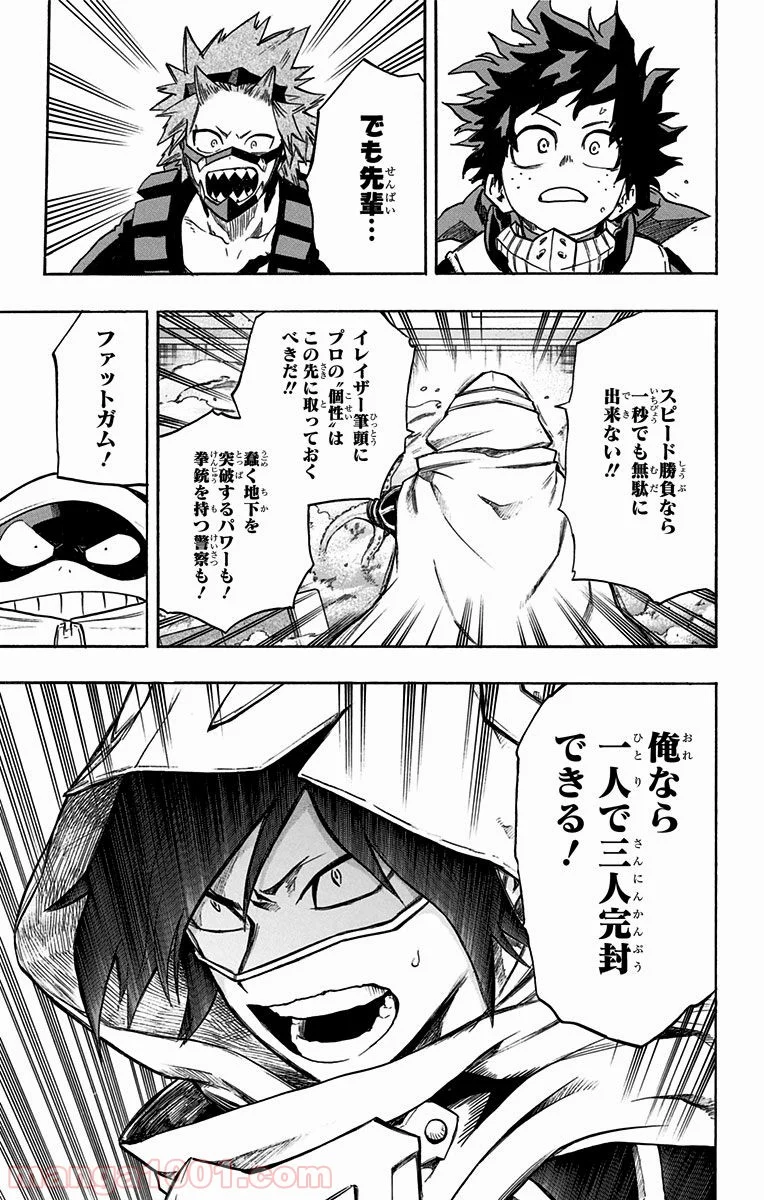 でも先輩…
スピード勝負なら
一秒でも無駄に
出来ない!!
イレイザー筆頭に
プロの〝個性〟は
この先に取っておく
べきだ!!
蠢く地下を
突破するパワーも!
拳銃を持つ警察も!
ファットガム!
俺なら
一人で三人完封
できる!
manga1001.com